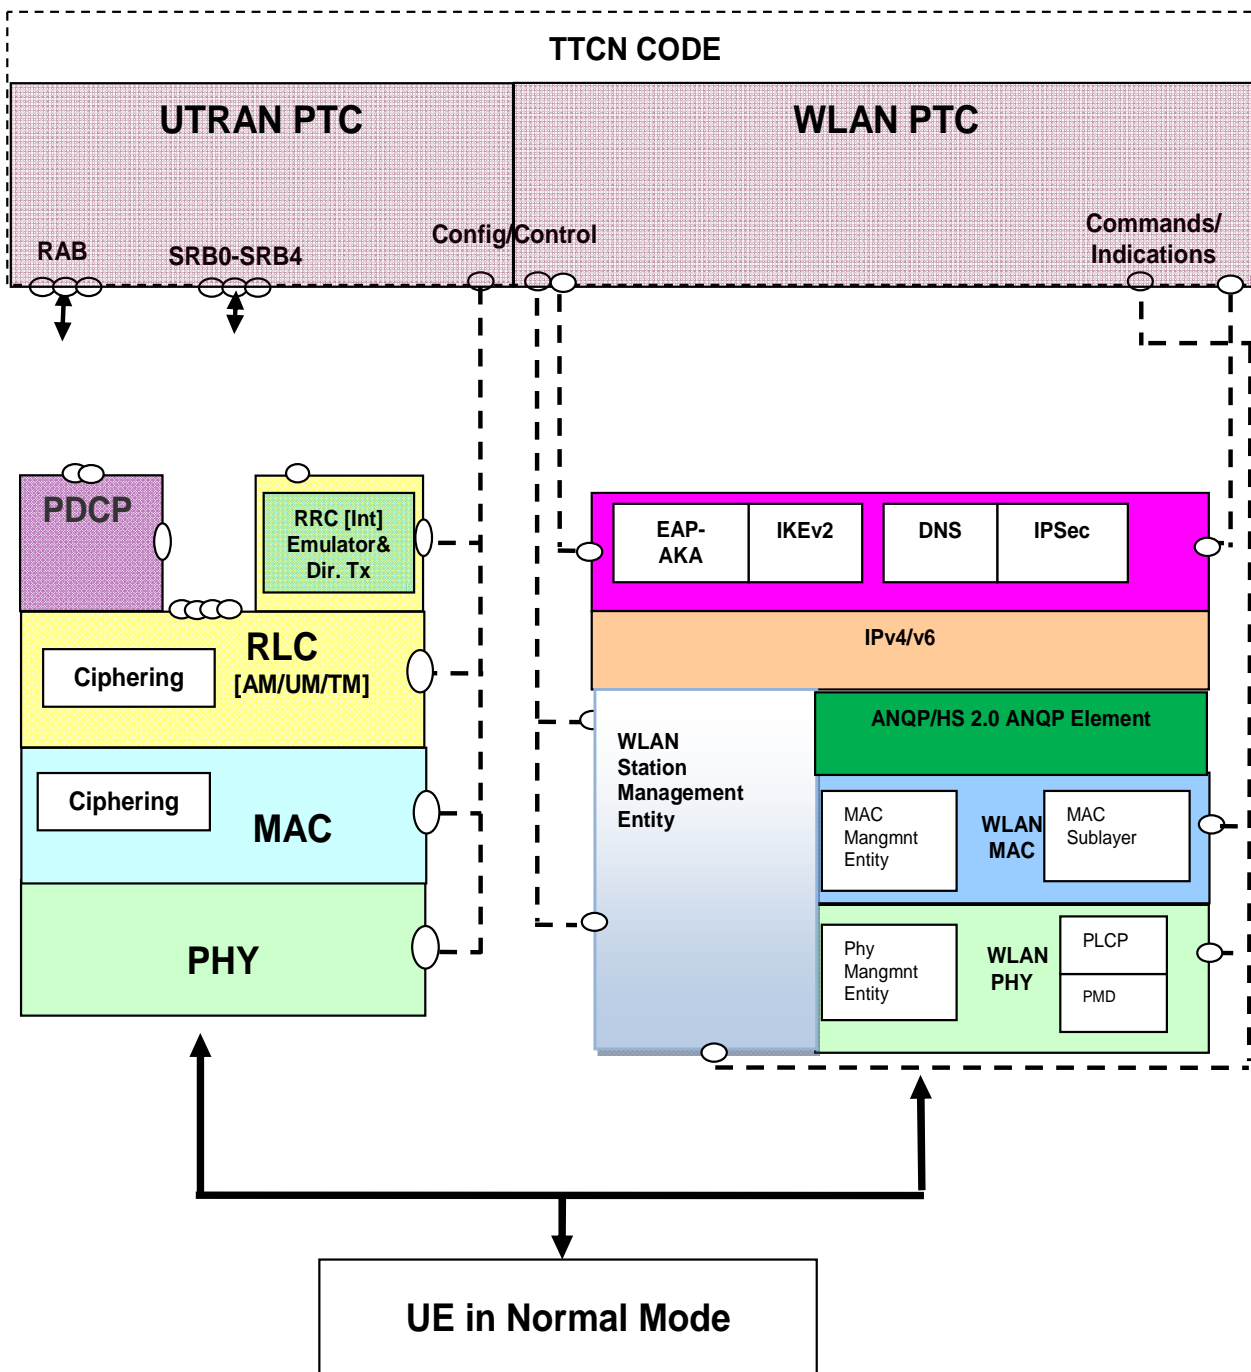 TTCN CODE
UTRAN PTC
WLAN PTC
RAB
SRB0-SRB4
Config/Control
Commands/
Indications
PDCP
RRC [Int]
Emulator&
Dir. Tx
RLC
[AM/UM/TM]
Ciphering
Ciphering
MAC
PHY
EAP-
AKA
IKEv2
DNS
IPSec
IPv4/v6
WLAN
Station
Management
Entity
ANQP/HS 2.0 ANQP Element
MAC
Mangmnt
Entity
WLAN
MAC
MAC
Sublayer
Phy
Mangmnt
Entity
WLAN
PHY
PLCP
PMD
UE in Normal Mode